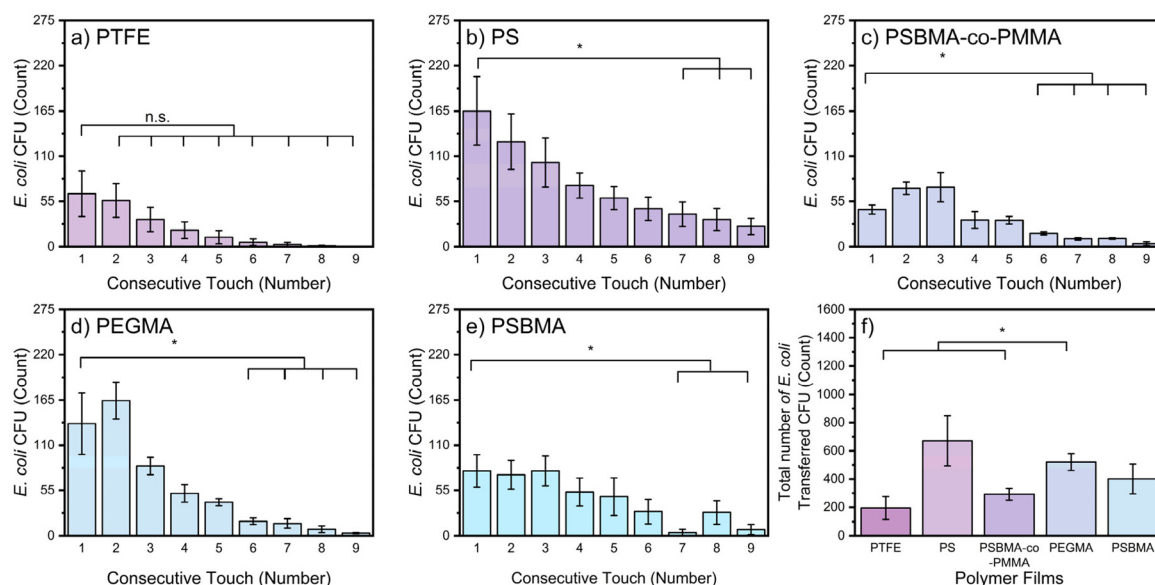 a) PTFE
275
220
165
110
55
0
n.s.
1 2 3 4 5 6 7 8 9
Consecutive Touch (Number)
E. coli CFU (Count)
b) PS
275
220
165
110
55
0
*
1 2 3 4 5 6 7 8 9
Consecutive Touch (Number)
E. coli CFU (Count)
c) PSBMA-co-PMMA
275
220
165
110
55
0
*
1 2 3 4 5 6 7 8 9
Consecutive Touch (Number)
E. coli CFU (Count)
d) PEGMA
275
220
165
110
55
0
*
1 2 3 4 5 6 7 8 9
Consecutive Touch (Number)
E. coli CFU (Count)
e) PSBMA
275
220
165
110
55
0
*
1 2 3 4 5 6 7 8 9
Consecutive Touch (Number)
E. coli CFU (Count)
f)
1600
1400
1200
1000
800
600
400
200
0
*
PTFE PS PSBMA-co PEGMA PSBMA
-PMMA
Polymer Films
Total number of E. coli
Transferred CFU (Count)